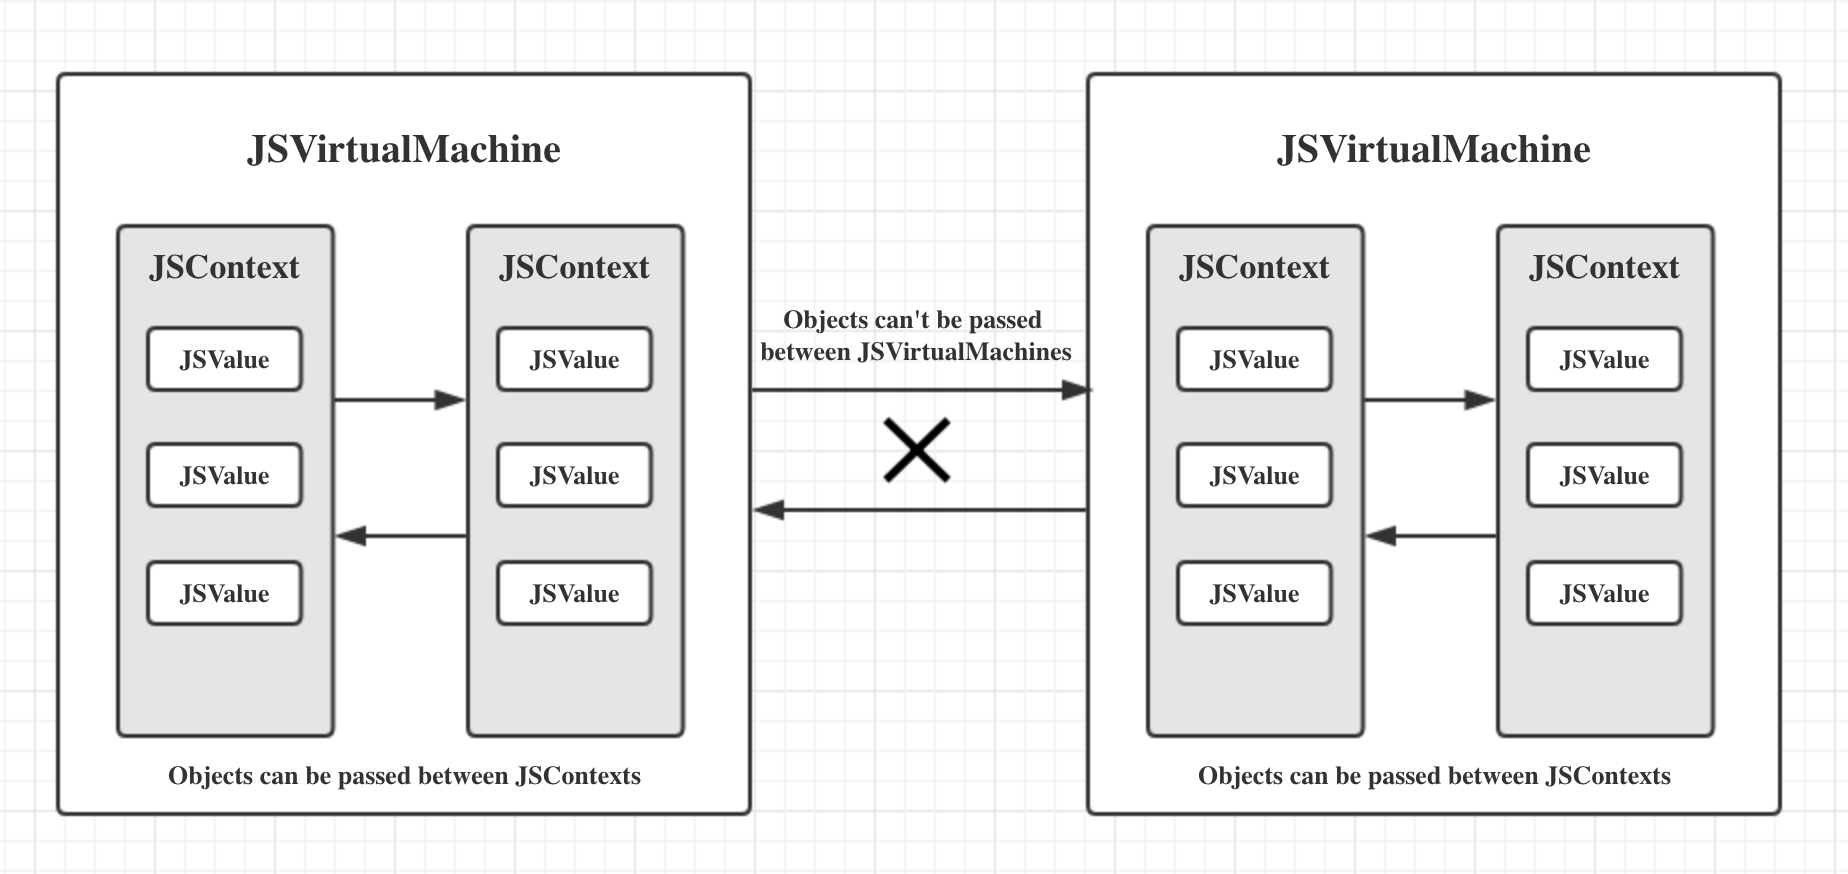 JSVirtualMachine
JSContext
JSValue
JSValue
JSValue
JSContext
JSValue
JSValue
JSValue
Objects can be passed between JSContexts
Objects can't be passed
between JSVirtualMachines
JSVirtualMachine
JSContext
JSValue
JSValue
JSValue
JSContext
JSValue
JSValue
JSValue
Objects can be passed between JSContexts